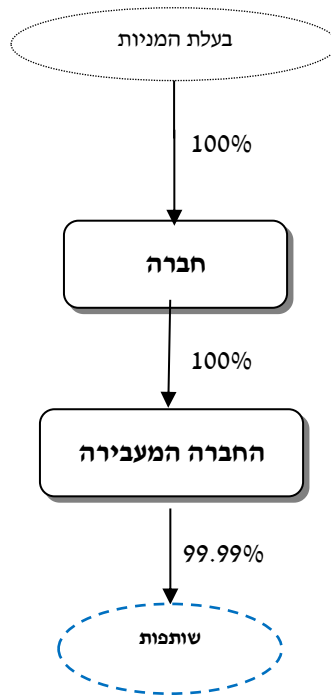 בעלת המניות
100%
חברה
100%
החברה המעבירה
99.99%
שותפות